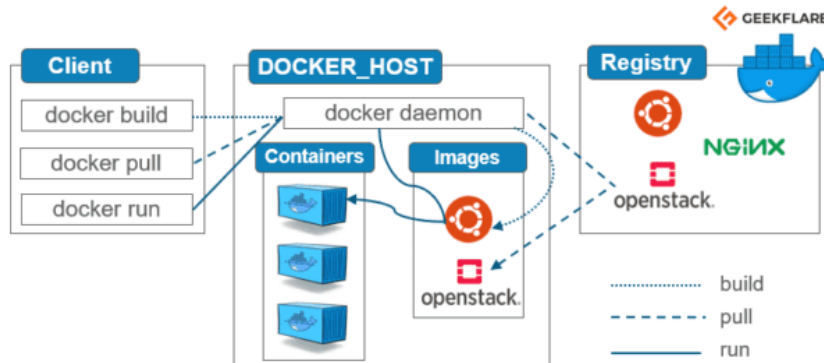 GEEKFLARE
Client
docker build
docker pull
docker run
DOCKER_HOST
docker daemon
Containers
Images
openstack.
Registry
NGINX
openstack.
build
pull
run